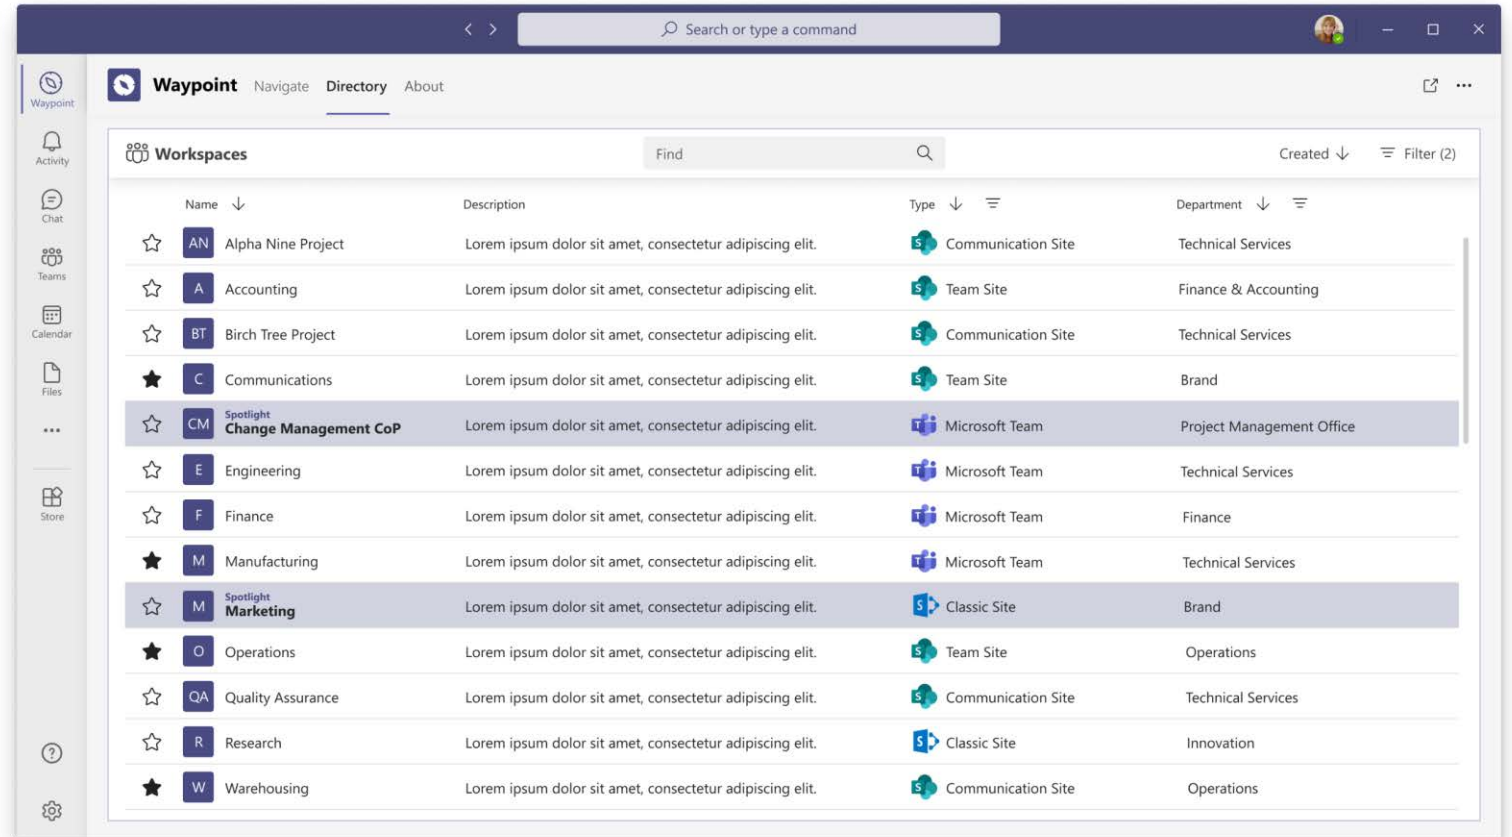 Search or type a command
Waypoint
Activity
Chat
Teams
Calendar
Files
Store
Waypoint Navigate Directory About
Workspaces Find Created Filter (2)
Name Description Type Department
AN Alpha Nine Project Lorem ipsum dolor sit amet, consectetur adipiscing elit. S Communication Site Technical Services
A Accounting Lorem ipsum dolor sit amet, consectetur adipiscing elit. S Team Site Finance & Accounting
BT Birch Tree Project Lorem ipsum dolor sit amet, consectetur adipiscing elit. S Communication Site Technical Services
C Communications Lorem ipsum dolor sit amet, consectetur adipiscing elit. S Team Site Brand
Spotlight
CM Change Management CoP Lorem ipsum dolor sit amet, consectetur adipiscing elit. T Microsoft Team Project Management Office
E Engineering Lorem ipsum dolor sit amet, consectetur adipiscing elit. T Microsoft Team Technical Services
F Finance Lorem ipsum dolor sit amet, consectetur adipiscing elit. T Microsoft Team Finance
M Manufacturing Lorem ipsum dolor sit amet, consectetur adipiscing elit. T Microsoft Team Technical Services
Spotlight
M Marketing Lorem ipsum dolor sit amet, consectetur adipiscing elit. S Classic Site Brand
O Operations Lorem ipsum dolor sit amet, consectetur adipiscing elit. S Team Site Operations
QA Quality Assurance Lorem ipsum dolor sit amet, consectetur adipiscing elit. S Communication Site Technical Services
R Research Lorem ipsum dolor sit amet, consectetur adipiscing elit. S Classic Site Innovation
W Warehousing Lorem ipsum dolor sit amet, consectetur adipiscing elit. S Communication Site Operations